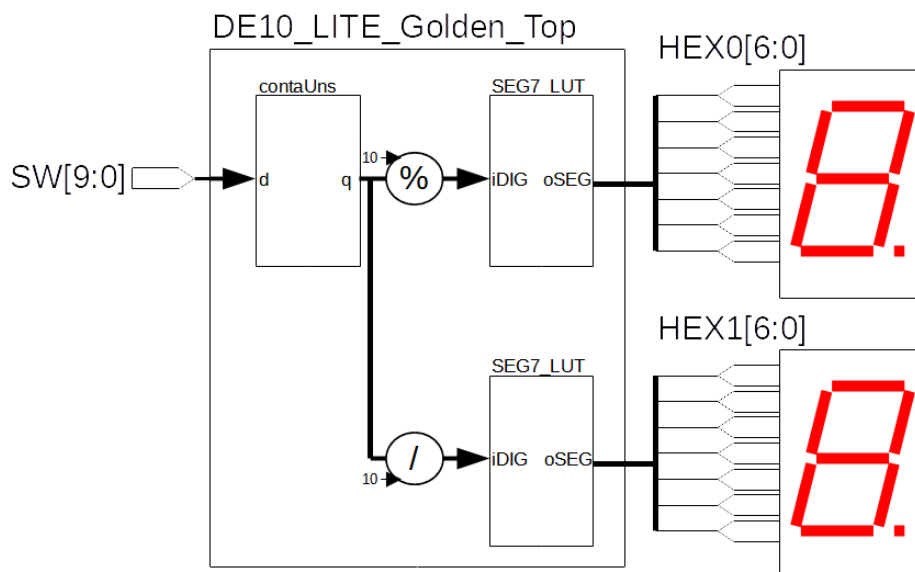 DE10_LITE_Golden_Top
HEX0[6:0]
contaUns
SEG7_LUT
SW[9:0]
d
q
10
%
iDIG
oSEG
HEX1[6:0]
SEG7_LUT
10
/
iDIG
oSEG